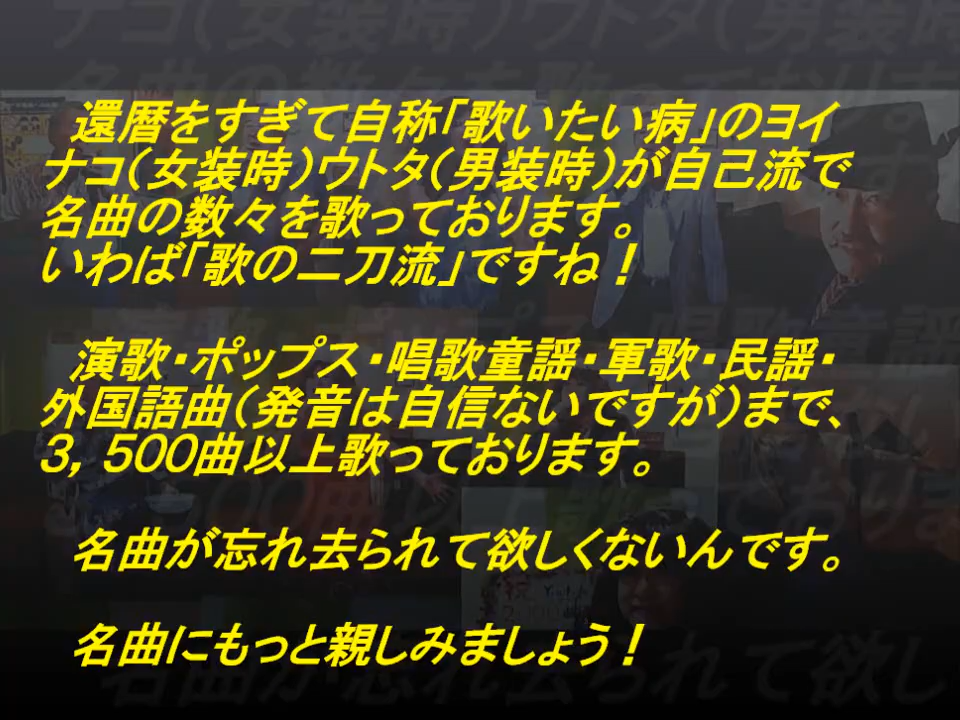 還暦をすぎて自称「歌いたい病」のヨイ
ナコ（女装時）ウトタ（男装時）が自己流で
名曲の数々を歌っております。
いわば「歌の二刀流」ですね！
演歌・ポップス・唱歌童謡・軍歌・民謡・
外国語曲（発音は自信ないですが）まで、
３，５００曲以上歌っております。
名曲が忘れ去られて欲しくないんです。
名曲にもっと親しみましょう！